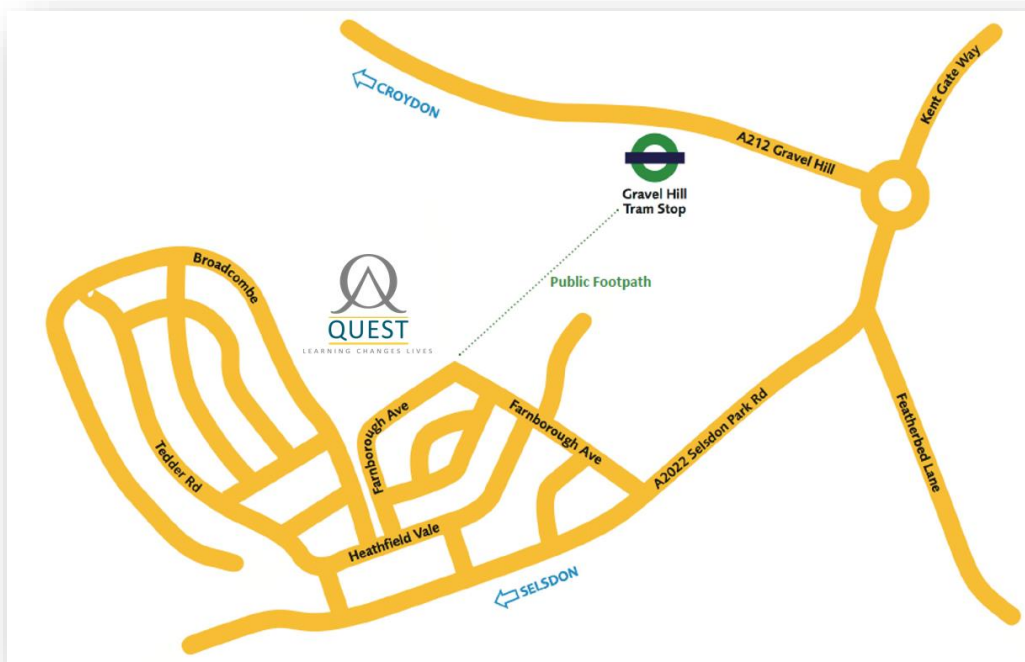 Kent Gate Way
CROYDON
A212 Gravel Hill
Gravel Hill
Tram Stop
Broadcombe
Public Footpath
QUEST
LEARNING CHANGES LIVES
Farnborough Ave
Farnborough Ave
A2022 Selsdon Park Rd
Featherbed Lane
Tedder Rd
Heathfield Vale
SELSDON